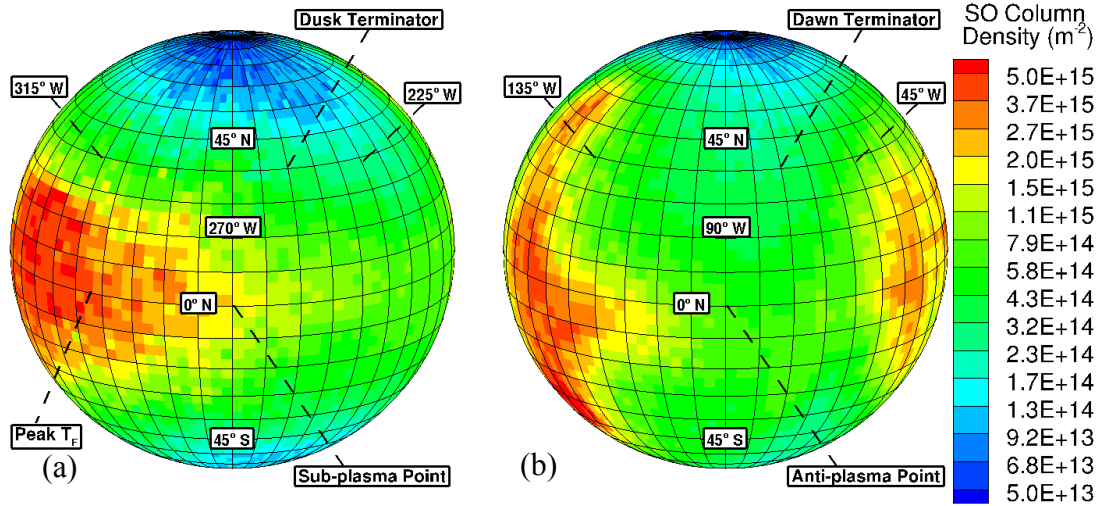 Dusk Terminator
315° W
225° W
45° N
270° W
0° N
Peak T_F
45° S
Sub-plasma Point
(a)
Dawn Terminator
135° W
45° W
45° N
90° W
0° N
45° S
Anti-plasma Point
(b)
SO Column
Density (m⁻²)
5.0E+15
3.7E+15
2.7E+15
2.0E+15
1.5E+15
1.1E+15
7.9E+14
5.8E+14
4.3E+14
3.2E+14
2.3E+14
1.7E+14
1.3E+14
9.2E+13
6.8E+13
5.0E+13